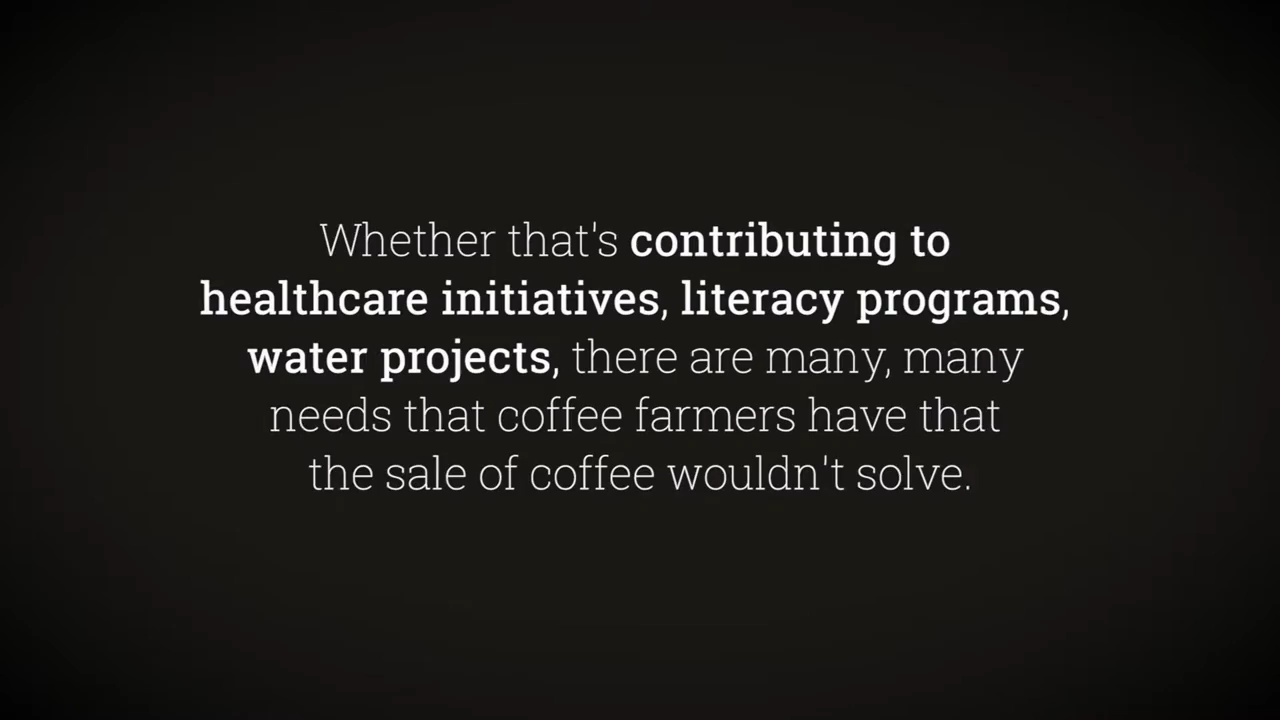 Whether that's contributing to
healthcare initiatives, literacy programs,
water projects, there are many, many
needs that coffee farmers have that
the sale of coffee wouldn't solve.